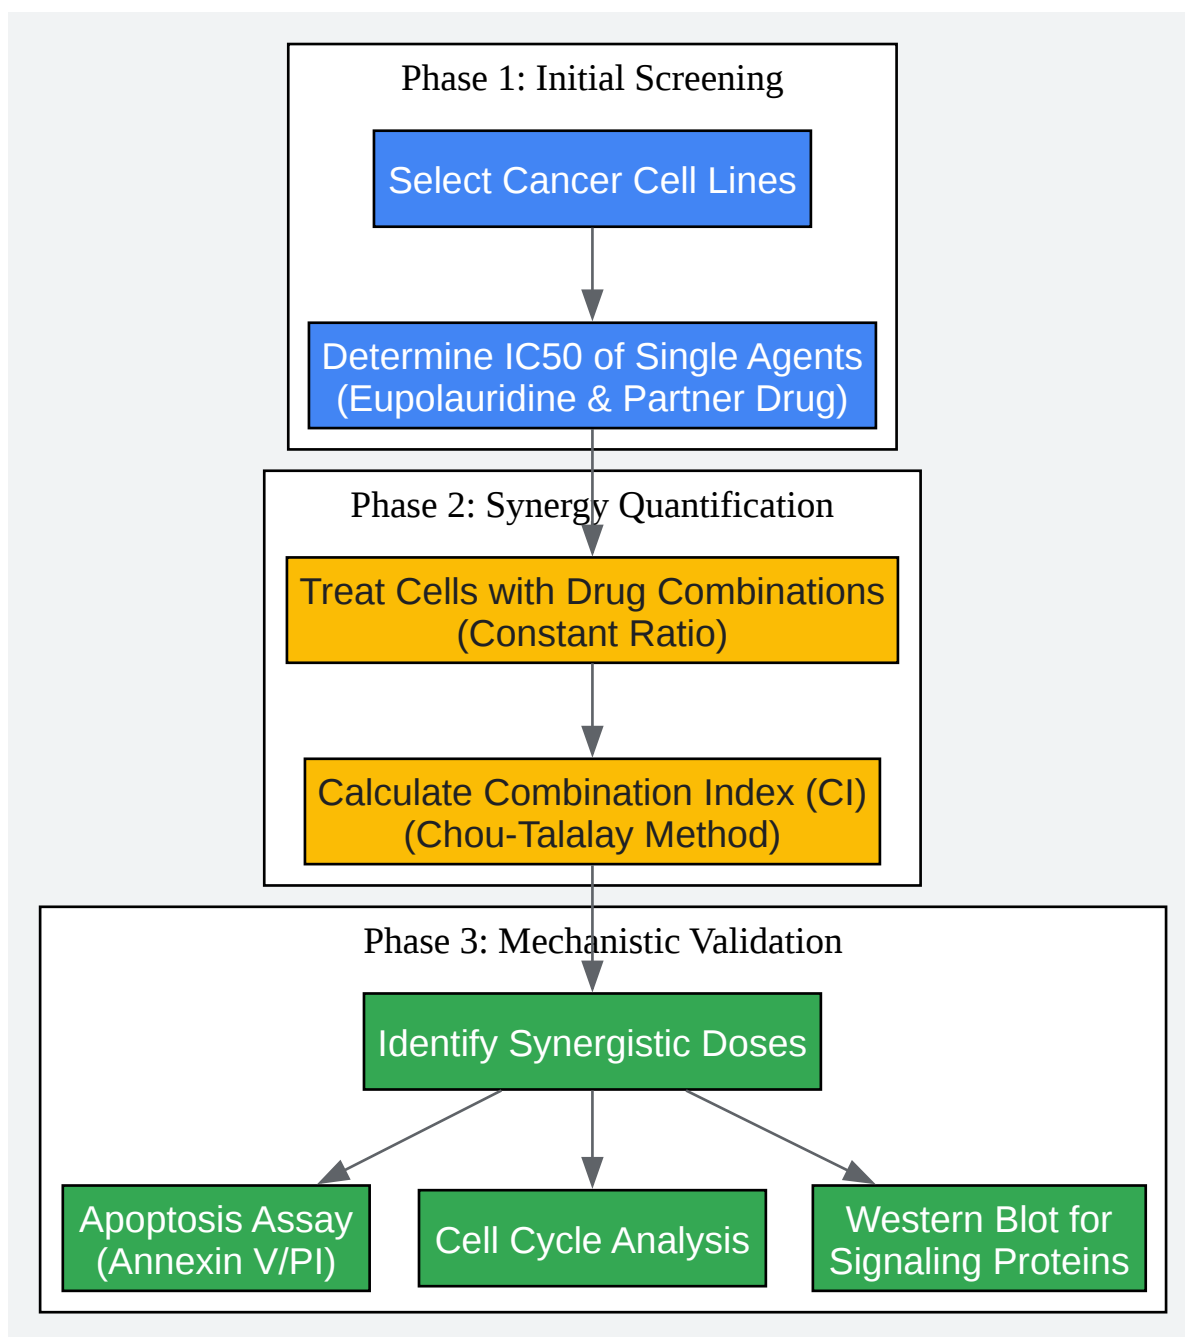 Phase 1: Initial Screening
Select Cancer Cell Lines
Determine IC50 of Single Agents
(Eupolauridine & Partner Drug)
Phase 2: Synergy Quantification
Treat Cells with Drug Combinations
(Constant Ratio)
Calculate Combination Index (CI)
(Chou-Talalay Method)
Phase 3: Mechanistic Validation
Identify Synergistic Doses
Apoptosis Assay
(Annexin V/PI)
Cell Cycle Analysis
Western Blot for
Signaling Proteins